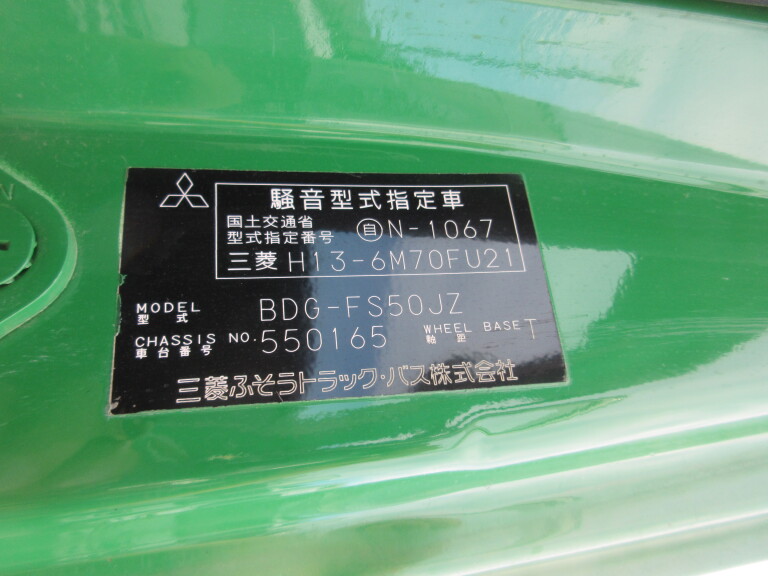 騒音型式指定車
国土交通省
型式指定番号 自N-1067
三菱 H13-6M70FU21
MODEL
型式 BDG-FS50JZ
CHASSIS NO. 550165 WHEEL BASE T
車台番号 軸距
三菱ふそうトラック・バス株式会社